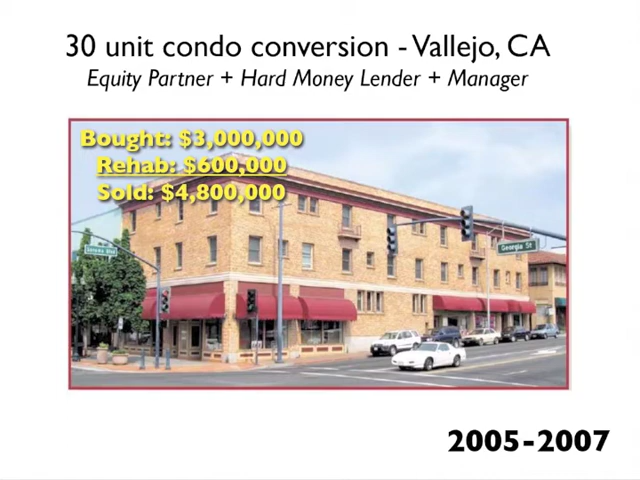 30 unit condo conversion - Vallejo, CA
Equity Partner + Hard Money Lender + Manager
Bought: $3,000,000
Rehab: $600,000
Sold: $4,800,000
Georgia St
2005-2007